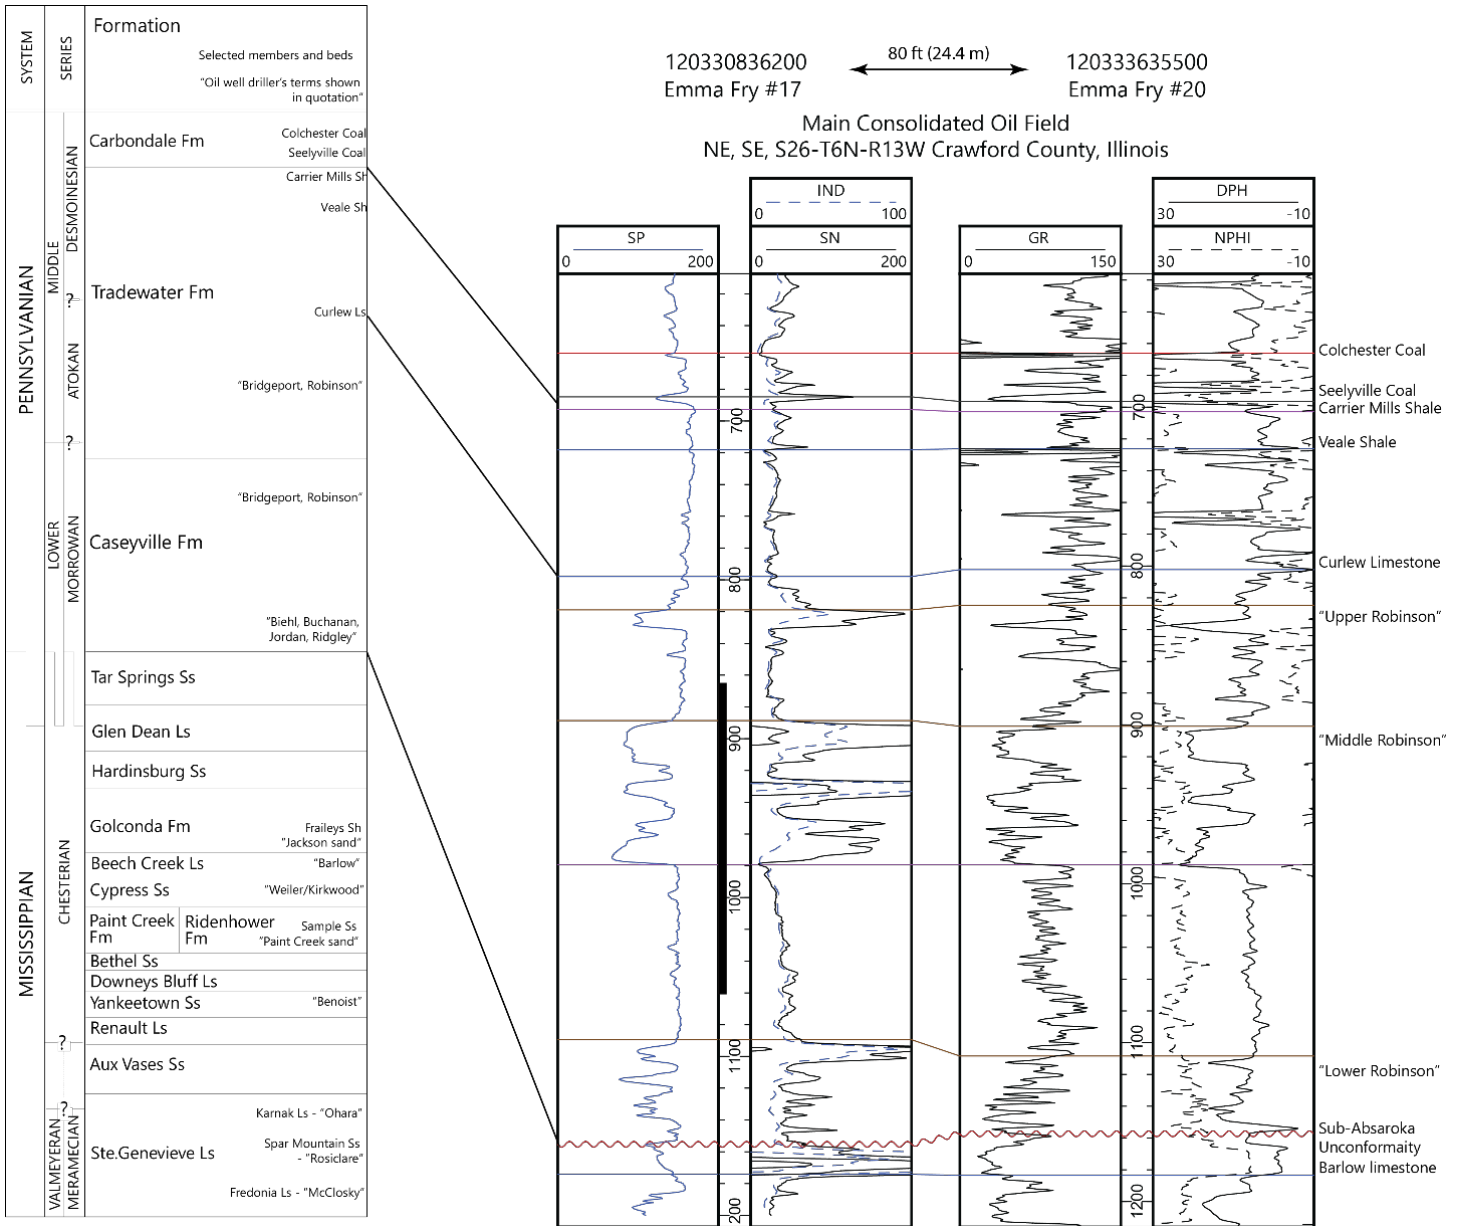 SYSTEM
SERIES
Formation
Selected members and beds
"Oil well driller's terms shown
in quotation"
PENNSYLVANIAN
MIDDLE
DESMOINESIAN
?
ATOKAN
?
LOWER
MORROWAN
Carbondale Fm
Colchester Coal
Seelyville Coal
Carrier Mills Sh
Veale Sh
Tradewater Fm
Curlew Ls
"Bridgeport, Robinson"
"Bridgeport, Robinson"
Caseyville Fm
"Biehl, Buchanan,
Jordan, Ridgley"
MISSISSIPPIAN
CHESTERIAN
?
?
VALMEYERAN
MERAMECIAN
Tar Springs Ss
Glen Dean Ls
Hardinsburg Ss
Golconda Fm
Fraileys Sh
"Jackson sand"
Beech Creek Ls
"Barlow"
Cypress Ss
"Weiler/Kirkwood"
Paint Creek
Fm
Ridenhower
Fm
Sample Ss
"Paint Creek sand"
Bethel Ss
Downeys Bluff Ls
Yankeetown Ss
"Benoist"
Renault Ls
Aux Vases Ss
Karnak Ls - "Ohara"
Ste.Genevieve Ls
Spar Mountain Ss
- "Rosiclare"
Fredonia Ls - "McClosky"
120330836200
Emma Fry #17
80 ft (24.4 m)
120333635500
Emma Fry #20
Main Consolidated Oil Field
NE, SE, S26-T6N-R13W Crawford County, Illinois
SP
0 200
IND
0 100
SN
0 200
GR
0 150
DPH
30 -10
NPHI
30 -10
700
800
900
1000
1100
200
700
800
900
1000
1100
1200
Colchester Coal
Seelyville Coal
Carrier Mills Shale
Veale Shale
Curlew Limestone
"Upper Robinson"
"Middle Robinson"
"Lower Robinson"
Sub-Absaroka
Unconformaity
Barlow limestone